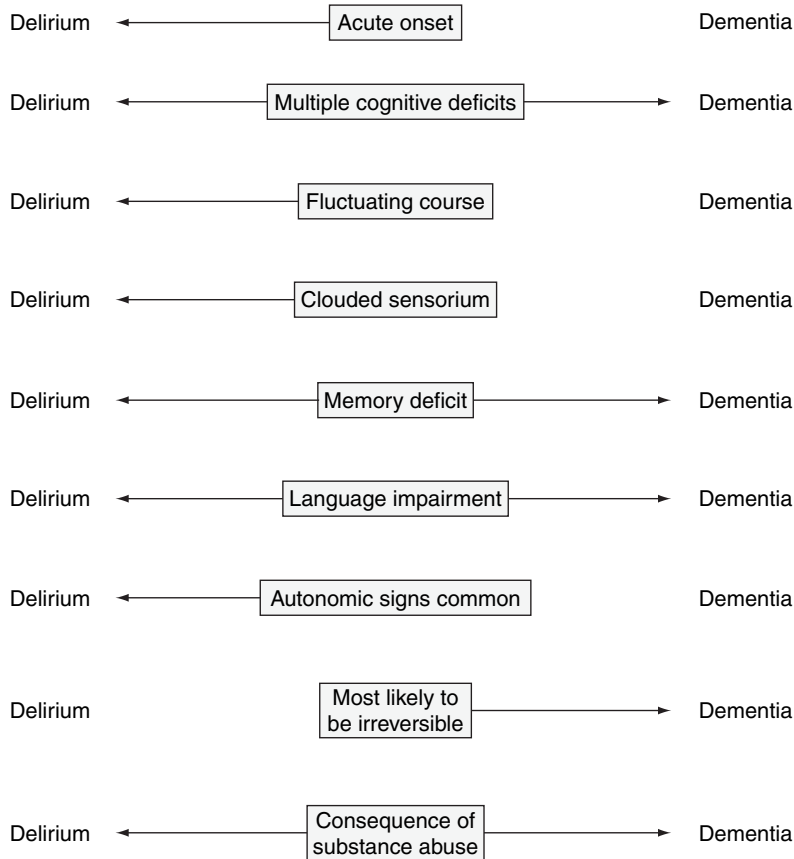 Delirium Acute onset Dementia
Delirium Multiple cognitive deficits Dementia
Delirium Fluctuating course Dementia
Delirium Clouded sensorium Dementia
Delirium Memory deficit Dementia
Delirium Language impairment Dementia
Delirium Autonomic signs common Dementia
Delirium Most likely to
be irreversible Dementia
Delirium Consequence of
substance abuse Dementia